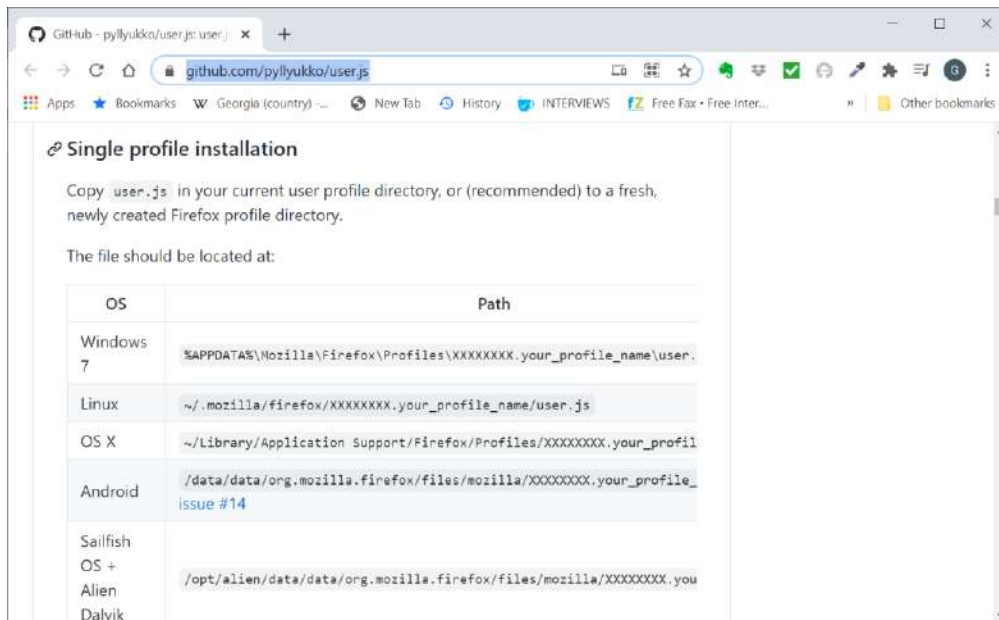 GitHub - pyllyukko/user.js: user.j
github.com/pyllyukko/user.js
G
Apps Bookmarks W Georgia (country) -... New Tab History INTERVIEWS fZ Free Fax • Free Inter... » Other bookmarks
Single profile installation
Copy user.js in your current user profile directory, or (recommended) to a fresh,
newly created Firefox profile directory.
The file should be located at:
OS Path
Windows
7
%APPDATA%\Mozilla\Firefox\Profiles\XXXXXXXX.your_profile_name\user.
Linux ~/.mozilla/firefox/XXXXXXXX.your_profile_name/user.js
OS X ~/Library/Application Support/Firefox/Profiles/XXXXXXXX.your_profil
Android
/data/data/org.mozilla.firefox/files/mozilla/XXXXXXXX.your_profile_
issue #14
Sailfish
OS +
Alien
Dalvik
/opt/alien/data/data/org.mozilla.firefox/files/mozilla/XXXXXXXX.you